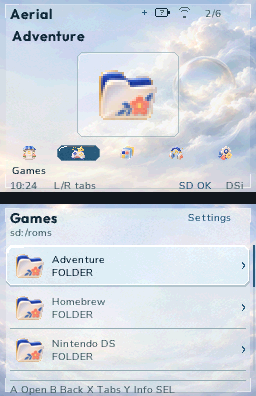 Aerial
+ ? 2/6
Adventure
Games
10:24 L/R tabs SD OK DSi
Games Settings
sd:/roms
Adventure
FOLDER
Homebrew
FOLDER
Nintendo DS
FOLDER
A Open B Back X Tabs Y Info SEL